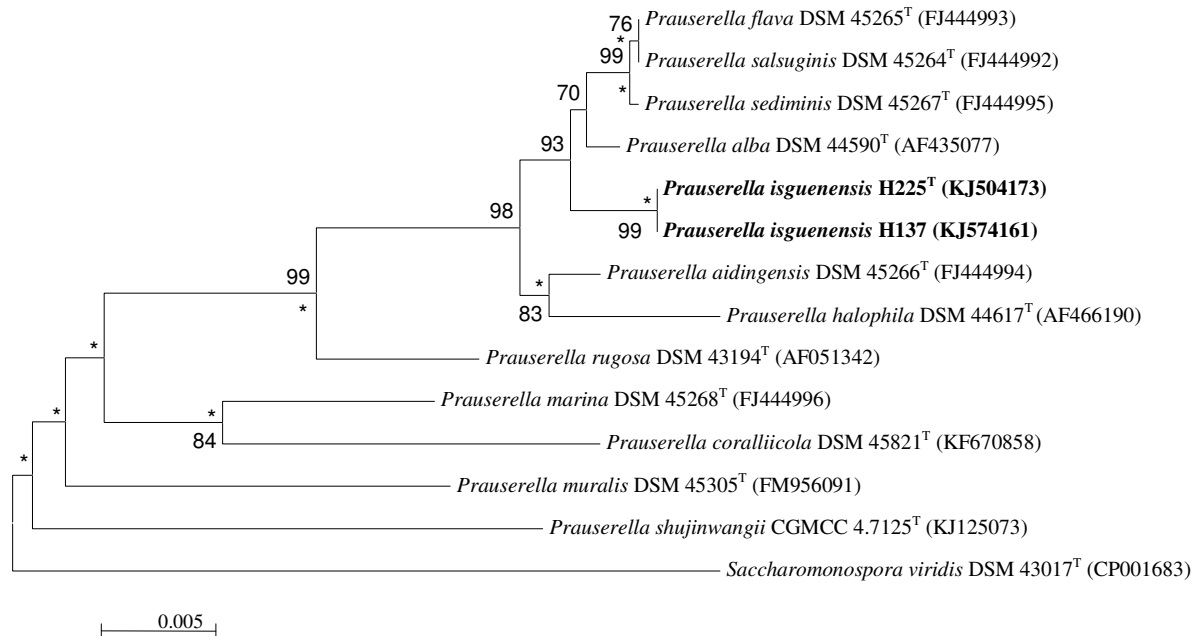 76 Prauserella flava DSM 45265T (FJ444993)
*
99 Prauserella salsuginis DSM 45264T (FJ444992)
* Prauserella sediminis DSM 45267T (FJ444995)
70
93 Prauserella alba DSM 44590T (AF435077)
* Prauserella isguenensis H225T (KJ504173)
98
99 Prauserella isguenensis H137 (KJ574161)
99 * Prauserella aidingensis DSM 45266T (FJ444994)
* 83 Prauserella halophila DSM 44617T (AF466190)
* Prauserella rugosa DSM 43194T (AF051342)
* * Prauserella marina DSM 45268T (FJ444996)
84 Prauserella coralliicola DSM 45821T (KF670858)
* Prauserella muralis DSM 45305T (FM956091)
Prauserella shujinwangii CGMCC 4.7125T (KJ125073)
Saccharomonospora viridis DSM 43017T (CP001683)
0.005